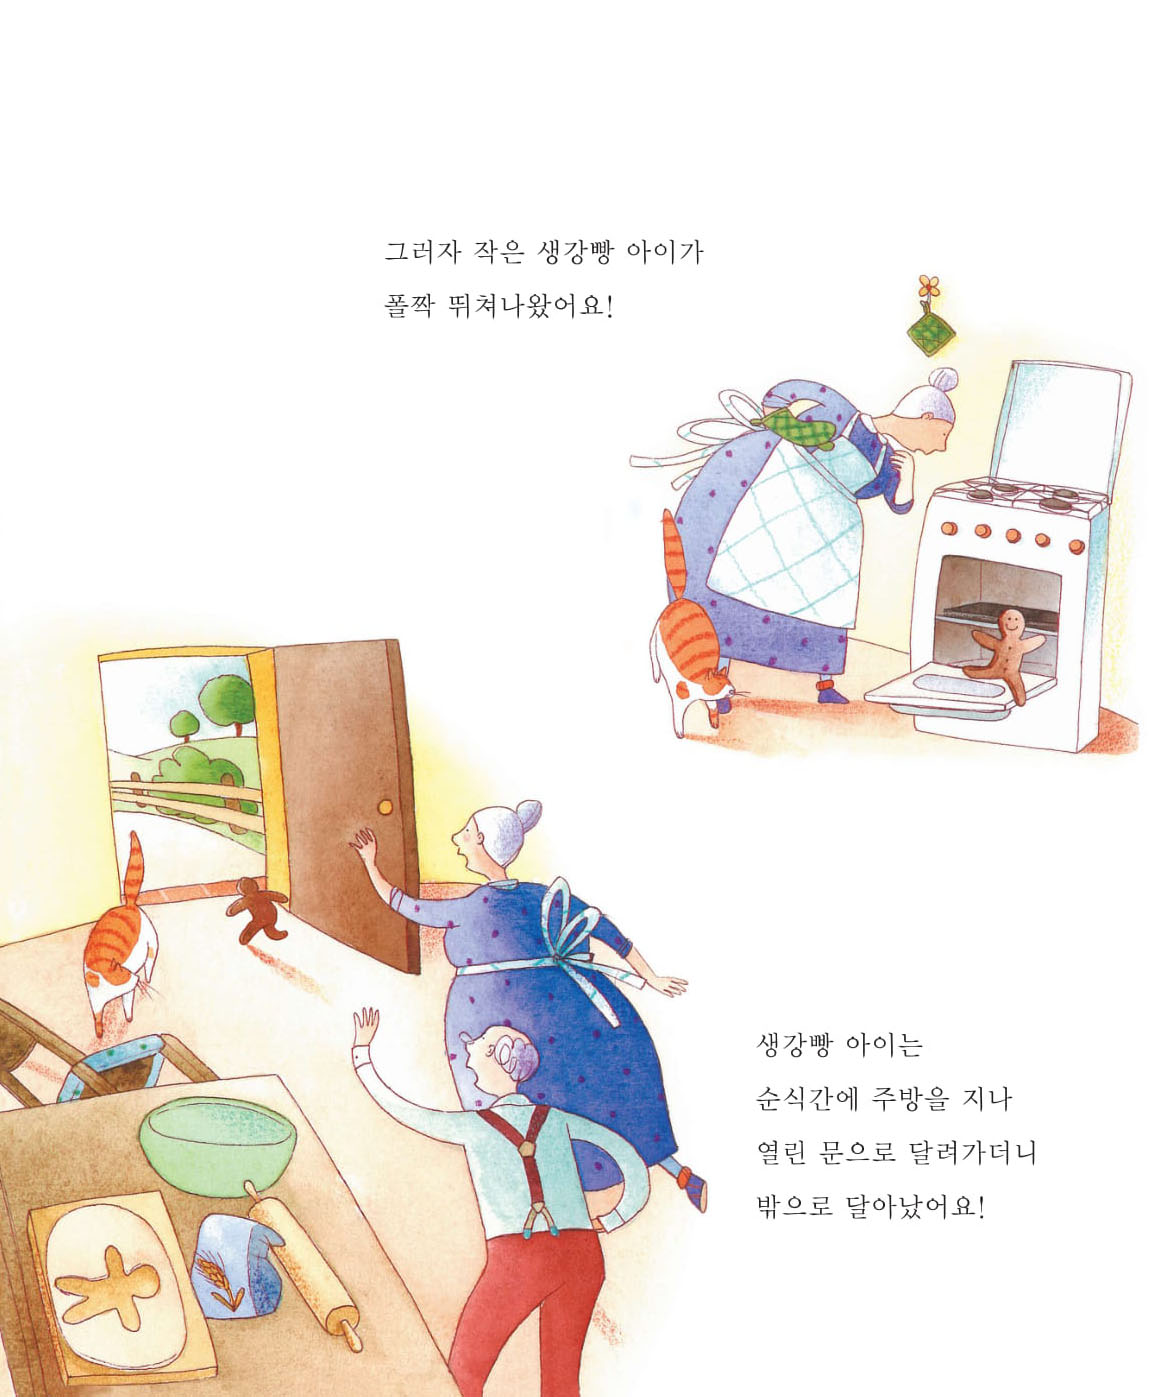 그러자 작은 생강빵 아이가
폴짝 뛰쳐나왔어요!
생강빵 아이는
순식간에 주방을 지나
열린 문으로 달려가더니
밖으로 달아났어요!